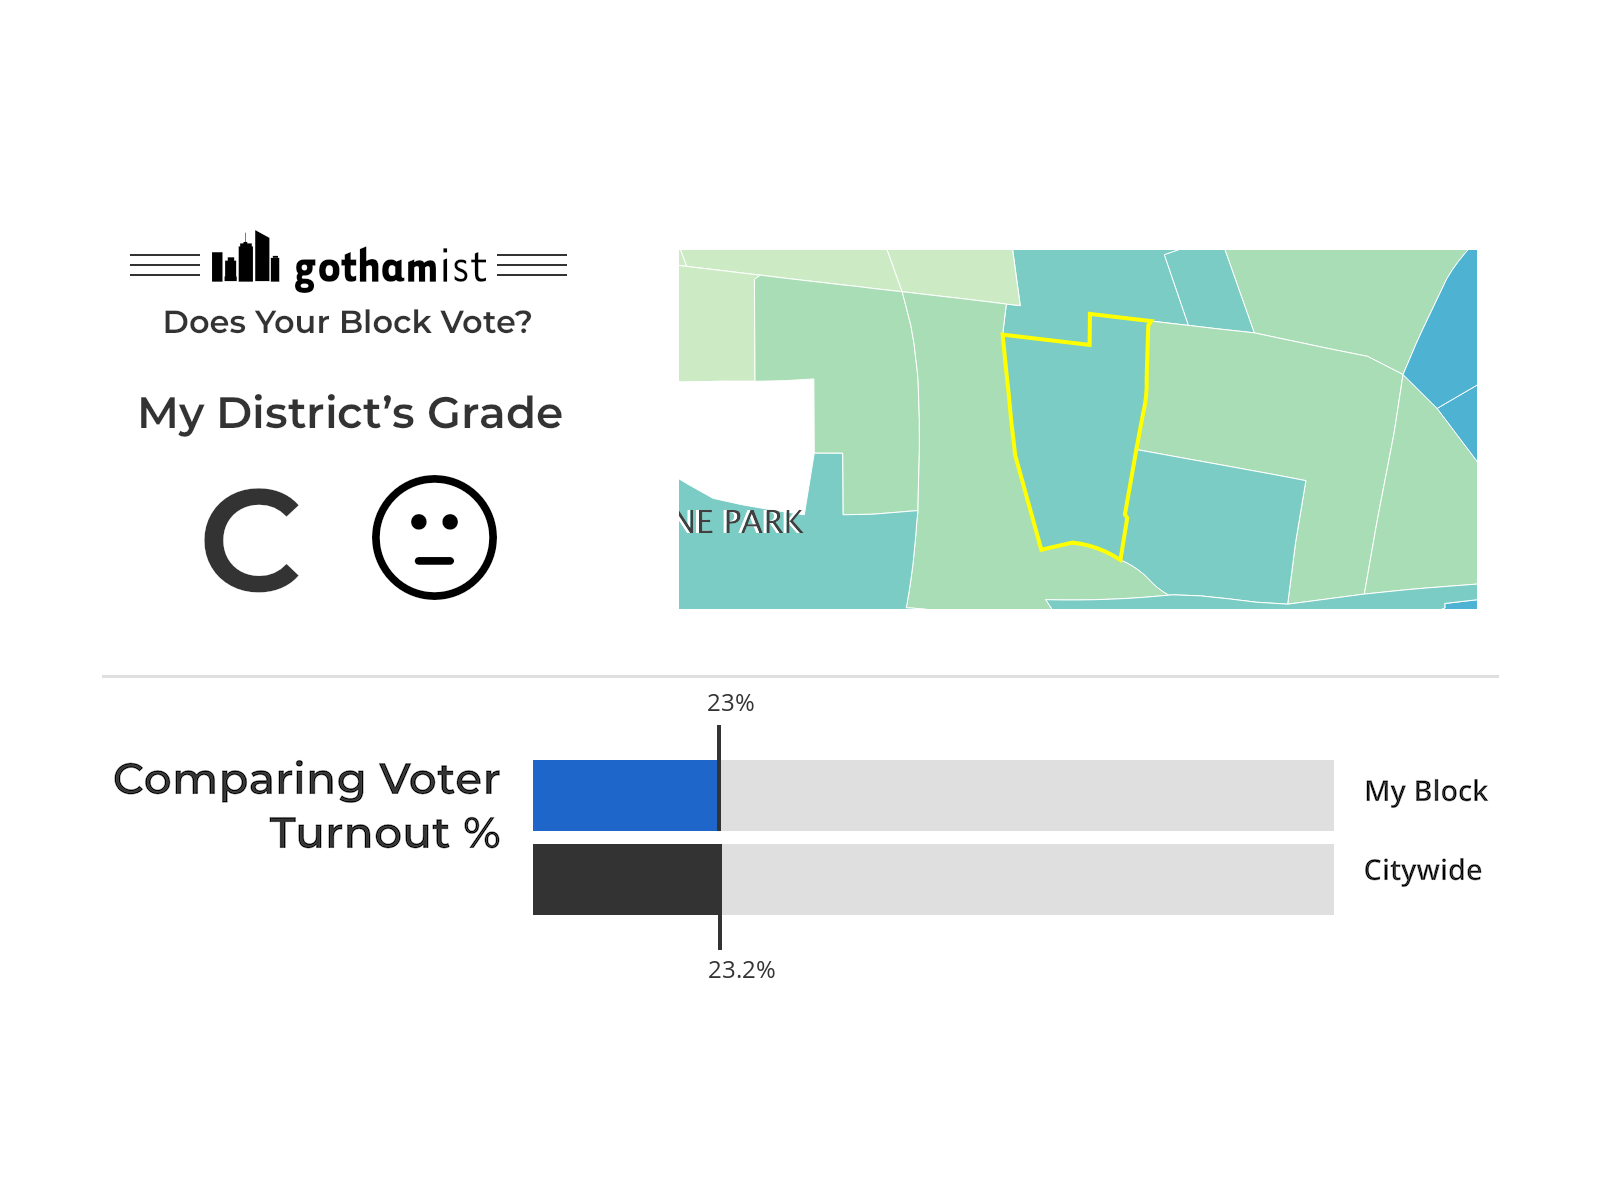 gothamist
Does Your Block Vote?
My District’s Grade
C
NE PARK
23%
Comparing Voter
Turnout %
My Block
Citywide
23.2%